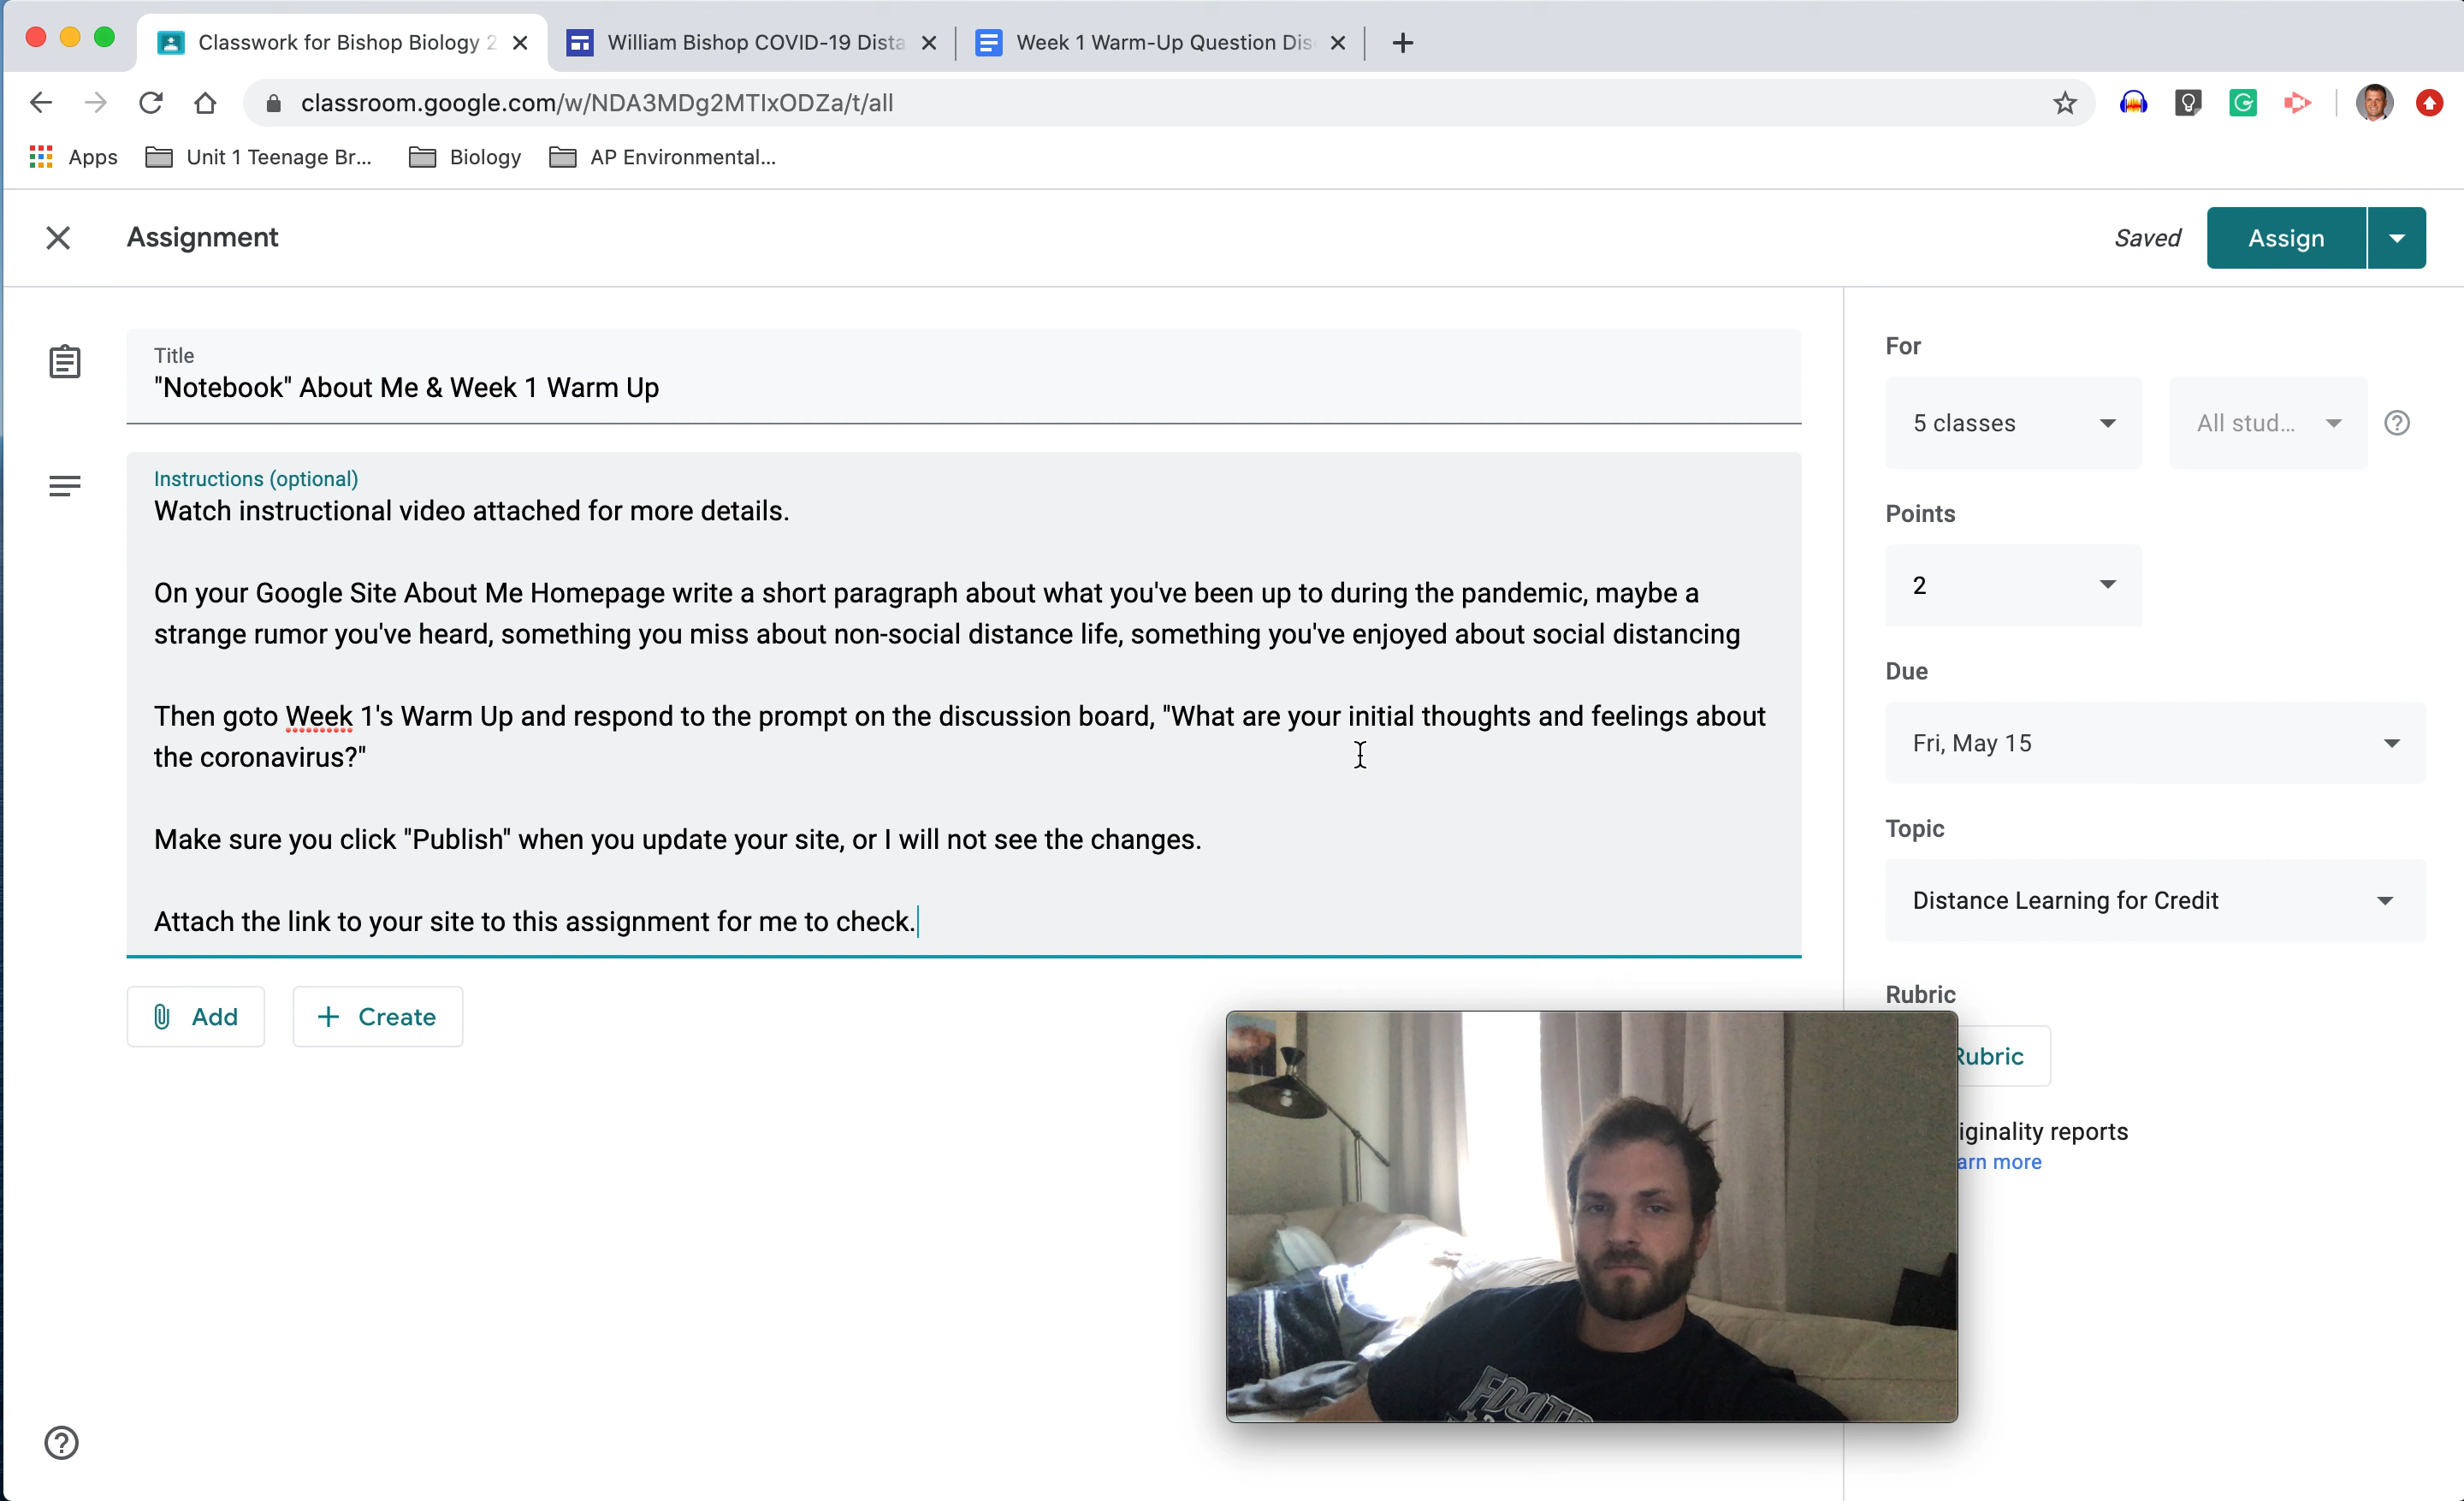 Classwork for Bishop Biology 2
William Bishop COVID-19 Dista
Week 1 Warm-Up Question Dis
classroom.google.com/w/NDA3MDg2MTIxODZa/t/all
Apps
Unit 1 Teenage Br...
Biology
AP Environmental...
Assignment
Saved
Assign
Title
"Notebook" About Me & Week 1 Warm Up
Instructions (optional)
Watch instructional video attached for more details.
On your Google Site About Me Homepage write a short paragraph about what you've been up to during the pandemic, maybe a
strange rumor you've heard, something you miss about non-social distance life, something you've enjoyed about social distancing
Then goto Week 1's Warm Up and respond to the prompt on the discussion board, "What are your initial thoughts and feelings about
the coronavirus?"
Make sure you click "Publish" when you update your site, or I will not see the changes.
Attach the link to your site to this assignment for me to check.
Add
Create
For
5 classes
All stud...
Points
2
Due
Fri, May 15
Topic
Distance Learning for Credit
Rubric
Rubric
iginality reports
arn more